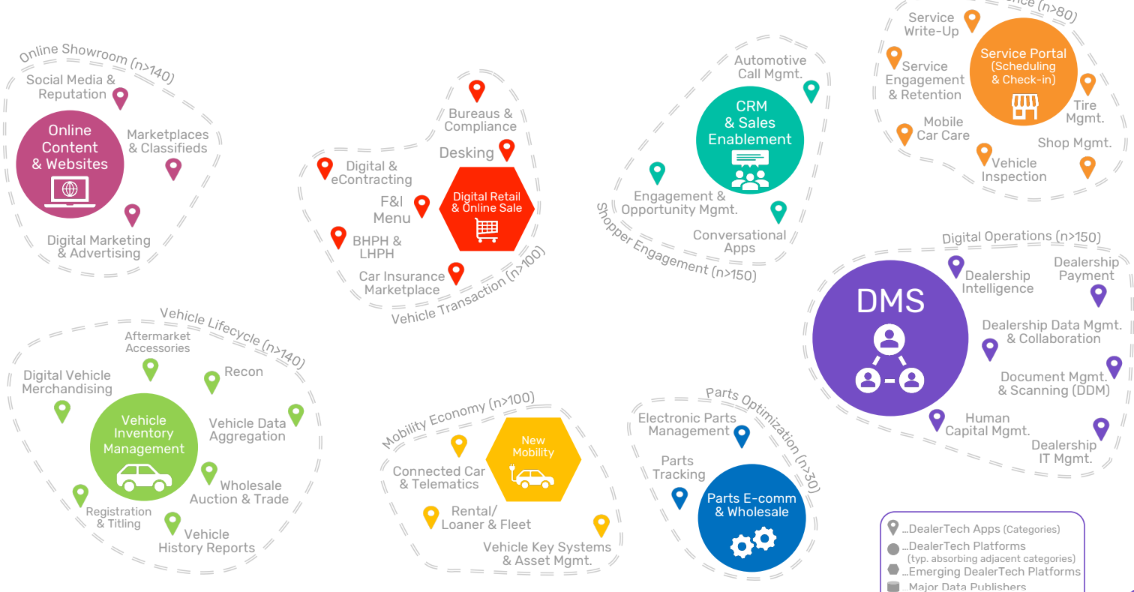 Online Showroom (n>140)
Social Media &
Reputation
Online
Content
& Websites
Marketplaces
& Classifieds
Digital Marketing
& Advertising
Bureaus &
Compliance
Desking
Digital &
eContracting
F&I
Menu
Digital Retail
& Online Sale
BHPH &
LHPH
Car Insurance
Marketplace
Vehicle Transaction (n>100)
Automotive
Call Mgmt.
CRM
& Sales
Enablement
Engagement &
Opportunity Mgmt.
Conversational
Apps
Shopper Engagement (n>150)
(n>80)
Service
Write-Up
Service Portal
(Scheduling
& Check-in)
Service
Engagement
& Retention
Tire
Mgmt.
Mobile
Car Care
Shop Mgmt.
Vehicle
Inspection
Vehicle Lifecycle (n>140)
Aftermarket
Accessories
Digital Vehicle
Merchandising
Recon
Vehicle
Inventory
Management
Vehicle Data
Aggregation
Wholesale
Auction & Trade
Registration
& Titling
Vehicle
History Reports
Mobility Economy (n>100)
New
Mobility
Connected Car
& Telematics
Rental/
Loaner & Fleet
Vehicle Key Systems
& Asset Mgmt.
Parts Optimization (n>30)
Electronic Parts
Management
Parts
Tracking
Parts E-comm
& Wholesale
Digital Operations (n>150)
DMS
Dealership
Intelligence
Dealership
Payment
Dealership Data Mgmt.
& Collaboration
Document Mgmt.
& Scanning (DDM)
Human
Capital Mgmt.
Dealership
IT Mgmt.
...DealerTech Apps (Categories)
...DealerTech Platforms
(typ. absorbing adjacent categories)
...Emerging DealerTech Platforms
...Major Data Publishers